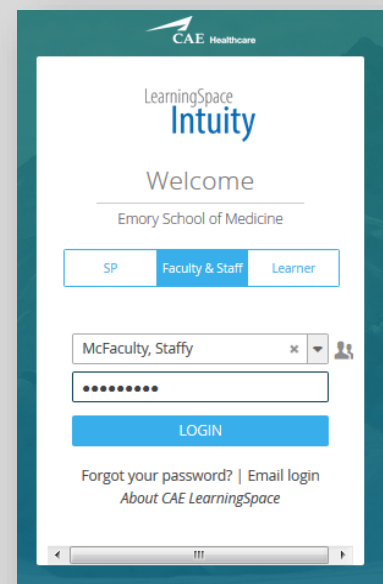 CAE Healthcare
LearningSpace
Intuity
Welcome
Emory School of Medicine
SP Faculty & Staff Learner
McFaculty, Staffy
•••••••••
LOGIN
Forgot your password? | Email login
About CAE LearningSpace